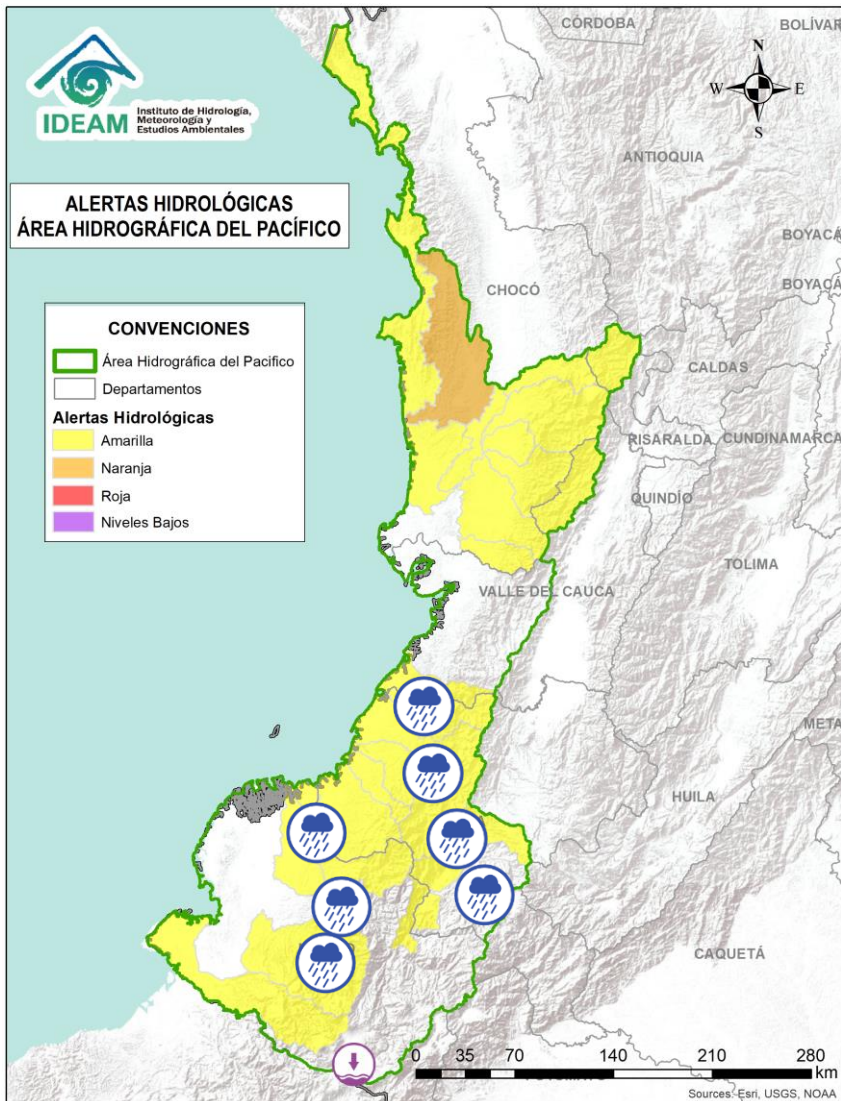 CÓRDOBA
BOLÍVAR
IDEAM
Instituto de Hidrología,
Meteorología y
Estudios Ambientales
N
W
E
S
ANTIOQUIA
ALERTAS HIDROLÓGICAS
ÁREA HIDROGRÁFICA DEL PACÍFICO
BOYACÁ
BOYACÁ
CHOCÓ
CONVENCIONES
Área Hidrográfica del Pacifico
Departamentos
Alertas Hidrológicas
Amarilla
Naranja
Roja
Niveles Bajos
CALDAS
RISARALDA
CUNDINAMARCA
QUINDÍO
TOLIMA
VALLE DEL CAUCA
META
HUILA
CAQUETÁ
0 35 70 140 210 280
km
Sources: Esri, USGS, NOAA